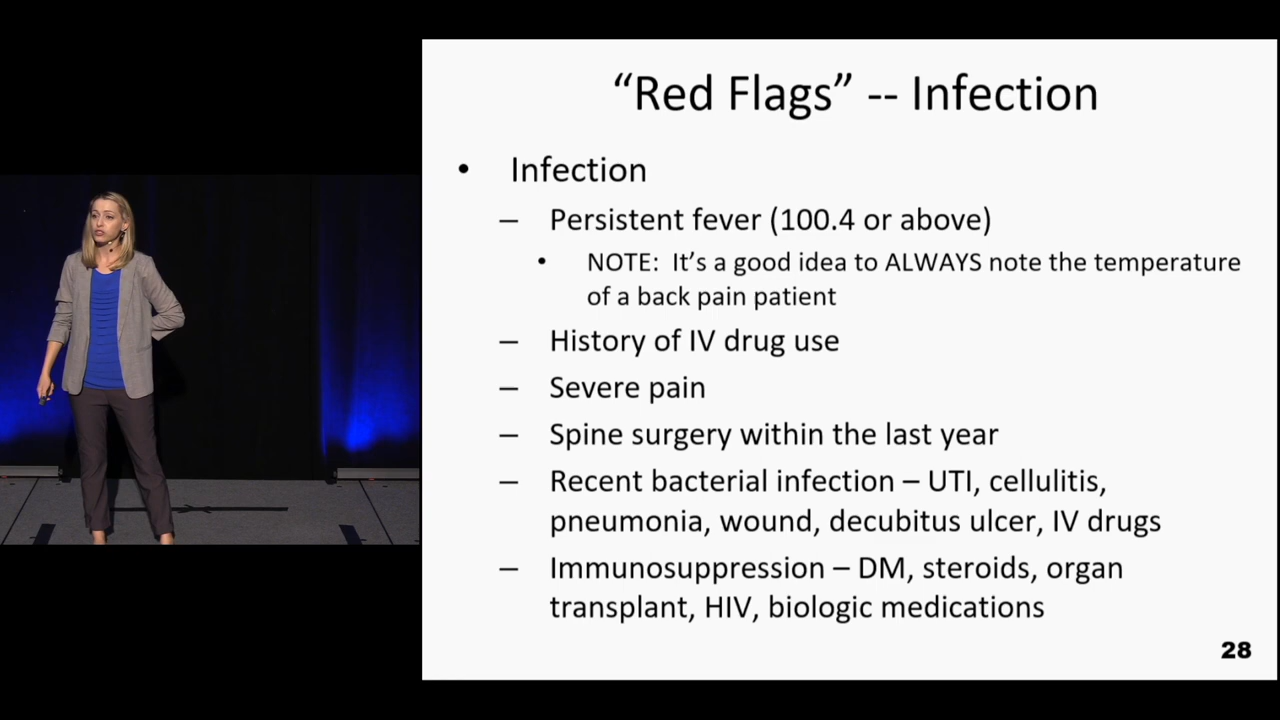 “Red Flags” -- Infection
• Infection
– Persistent fever (100.4 or above)
• NOTE: It’s a good idea to ALWAYS note the temperature
of a back pain patient
– History of IV drug use
– Severe pain
– Spine surgery within the last year
– Recent bacterial infection – UTI, cellulitis,
pneumonia, wound, decubitus ulcer, IV drugs
– Immunosuppression – DM, steroids, organ
transplant, HIV, biologic medications
28